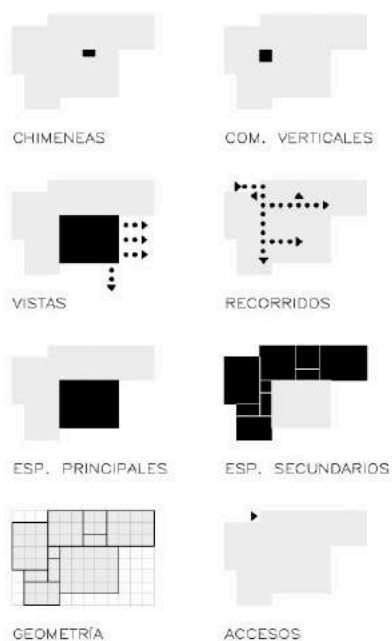 CHIMENEAS
COM. VERTICALES
VISTAS
RECORRIDOS
ESP. PRINCIPALES
ESP. SECUNDARIOS
GEOMETRÍA
ACCESOS